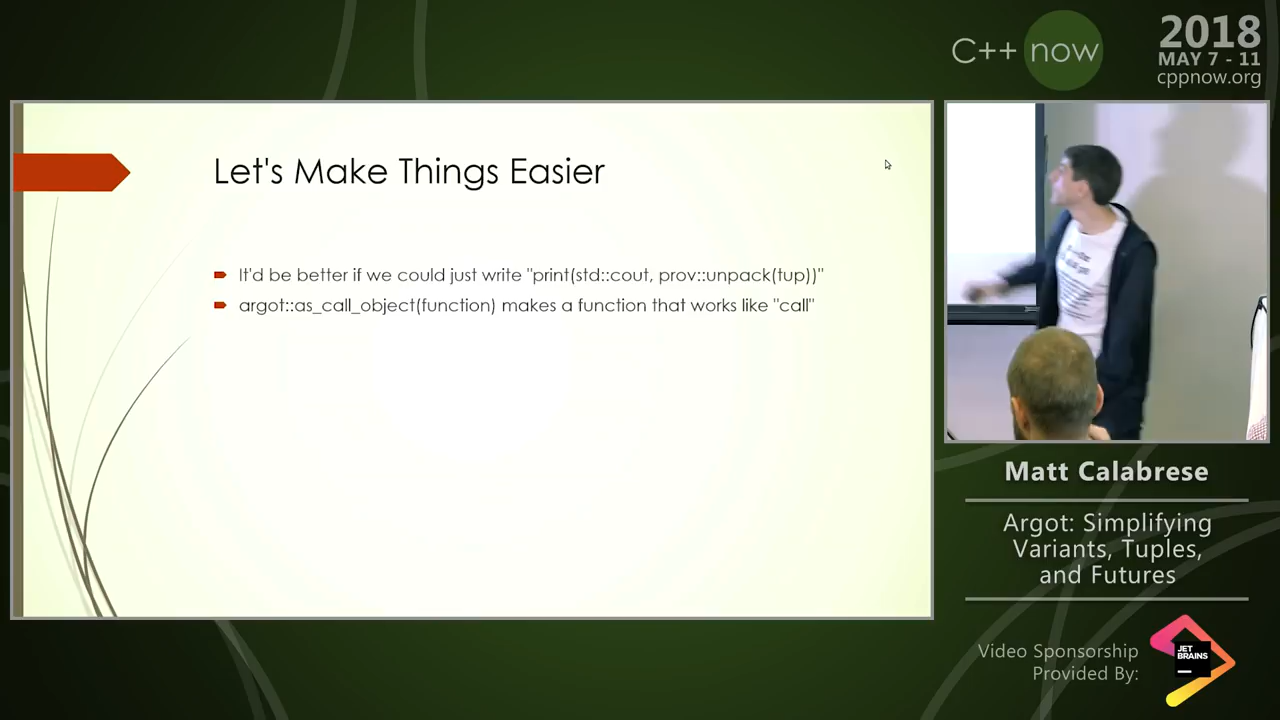 C++ now
2018
MAY 7 - 11
cppnow.org
Let's Make Things Easier
It'd be better if we could just write "print(std::cout, prov::unpack(tup))"
argot::as_call_object(function) makes a function that works like "call"
Matt Calabrese
Argot: Simplifying
Variants, Tuples,
and Futures
Video Sponsorship
Provided By:
JET
BRAINS